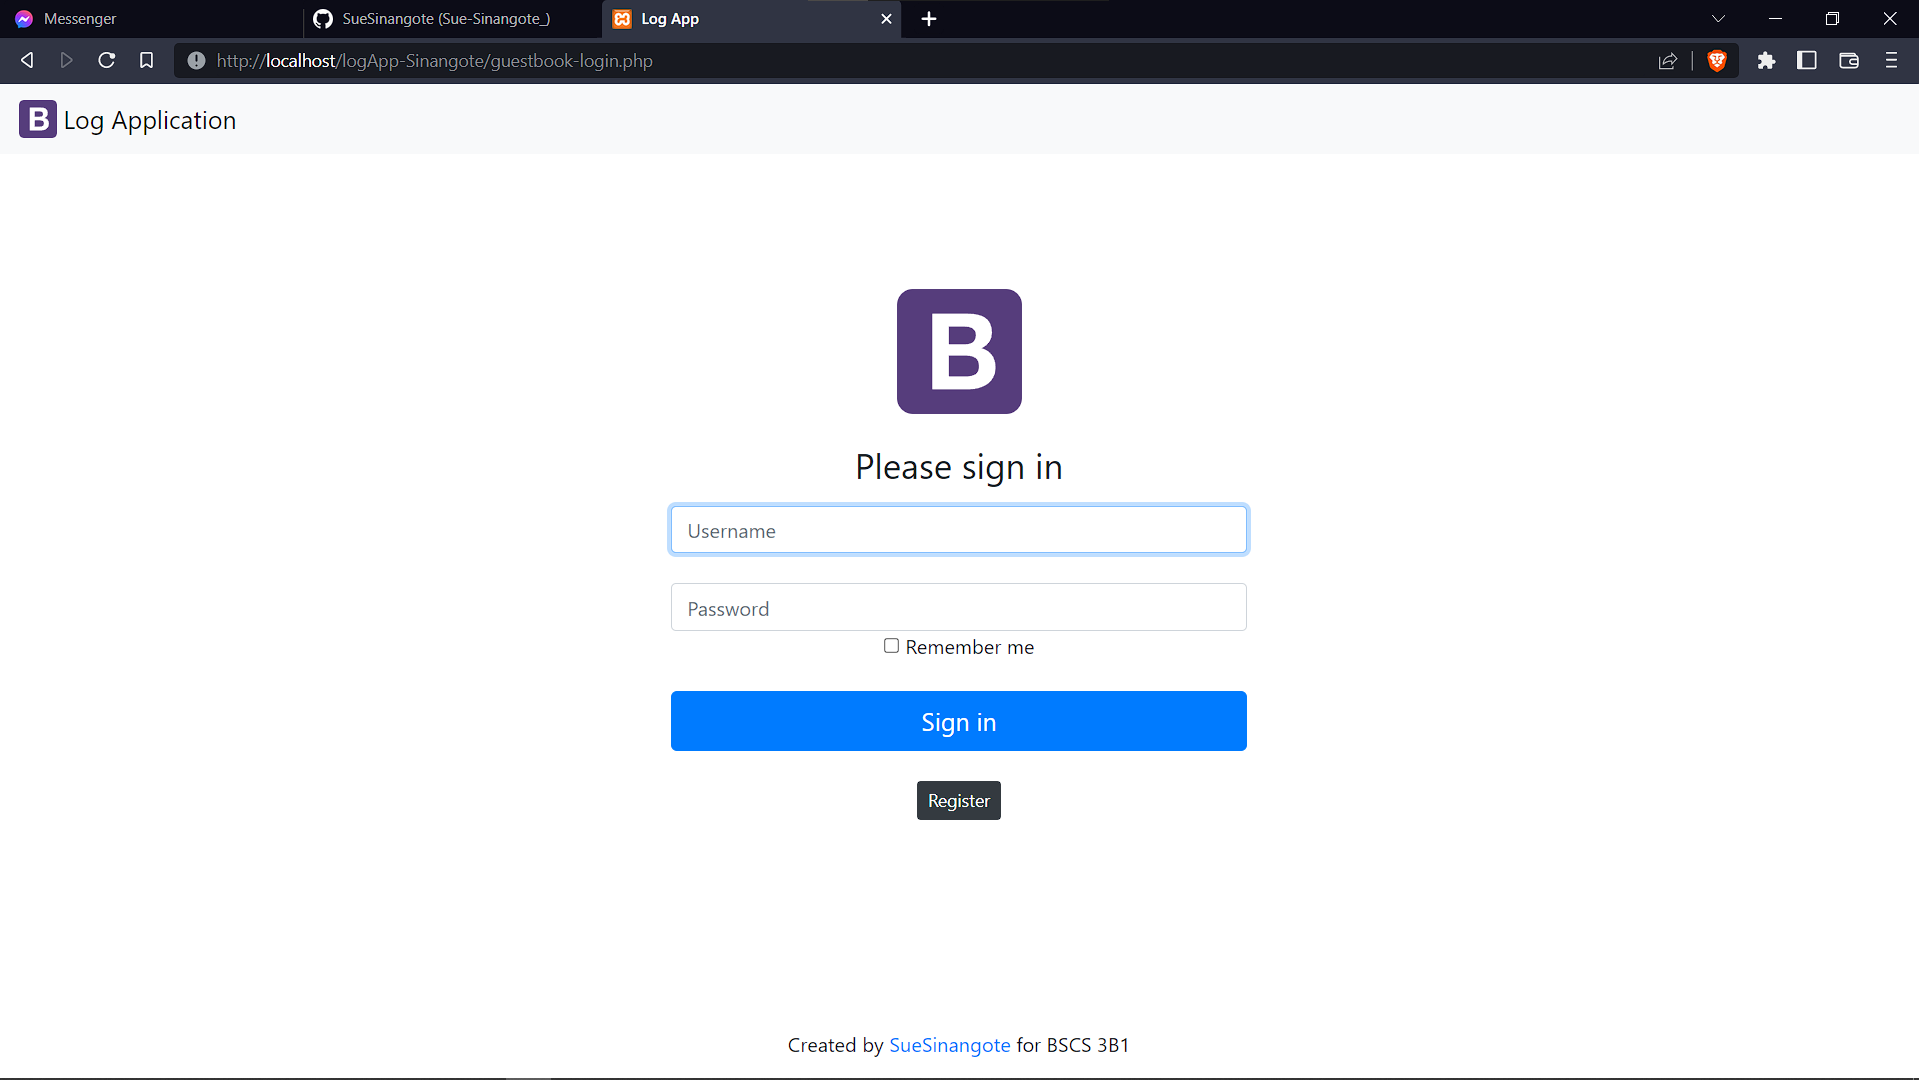 Messenger
SueSinangote (Sue-Sinangote_)
Log App
http://localhost/logApp-Sinangote/guestbook-login.php
B Log Application
B
Please sign in
Username
Password
Remember me
Sign in
Register
Created by SueSinangote for BSCS 3B1